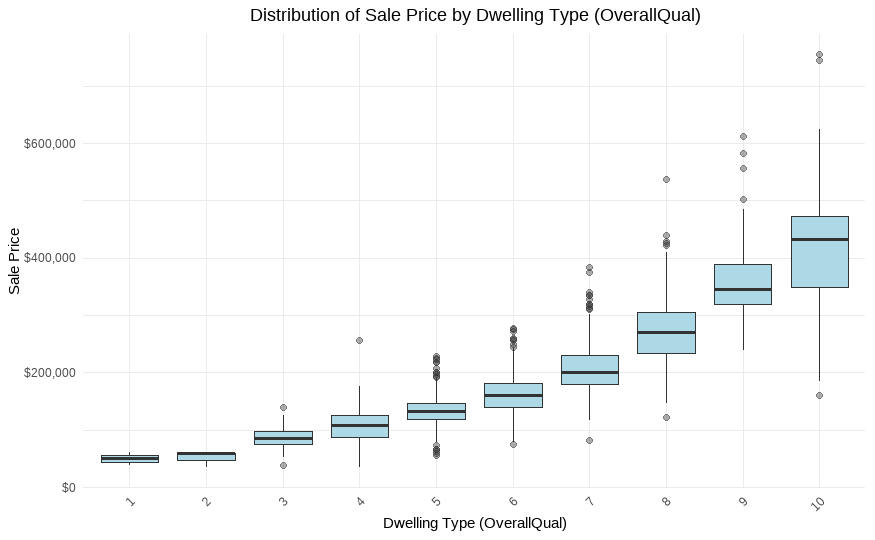 Distribution of Sale Price by Dwelling Type (OverallQual)
Sale Price
$600,000
$400,000
$200,000
$0
1 2 3 4 5 6 7 8 9 10
Dwelling Type (OverallQual)